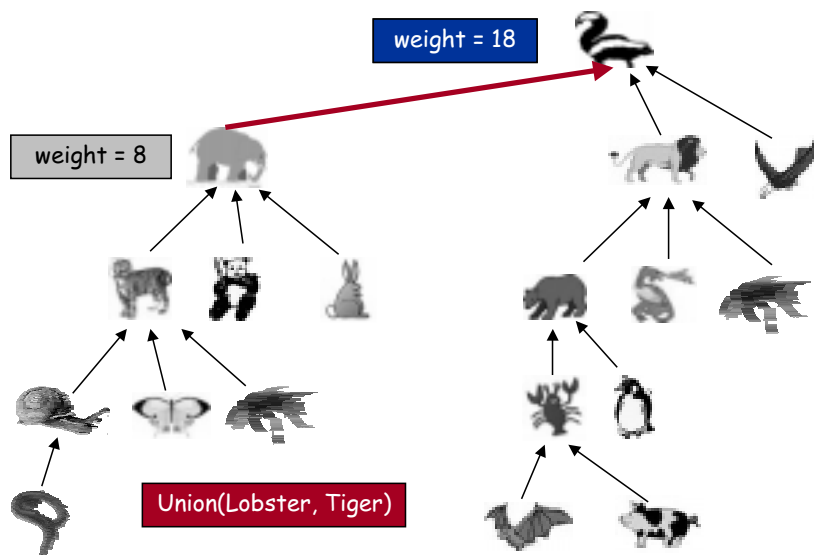 weight = 18
weight = 8
Union(Lobster, Tiger)